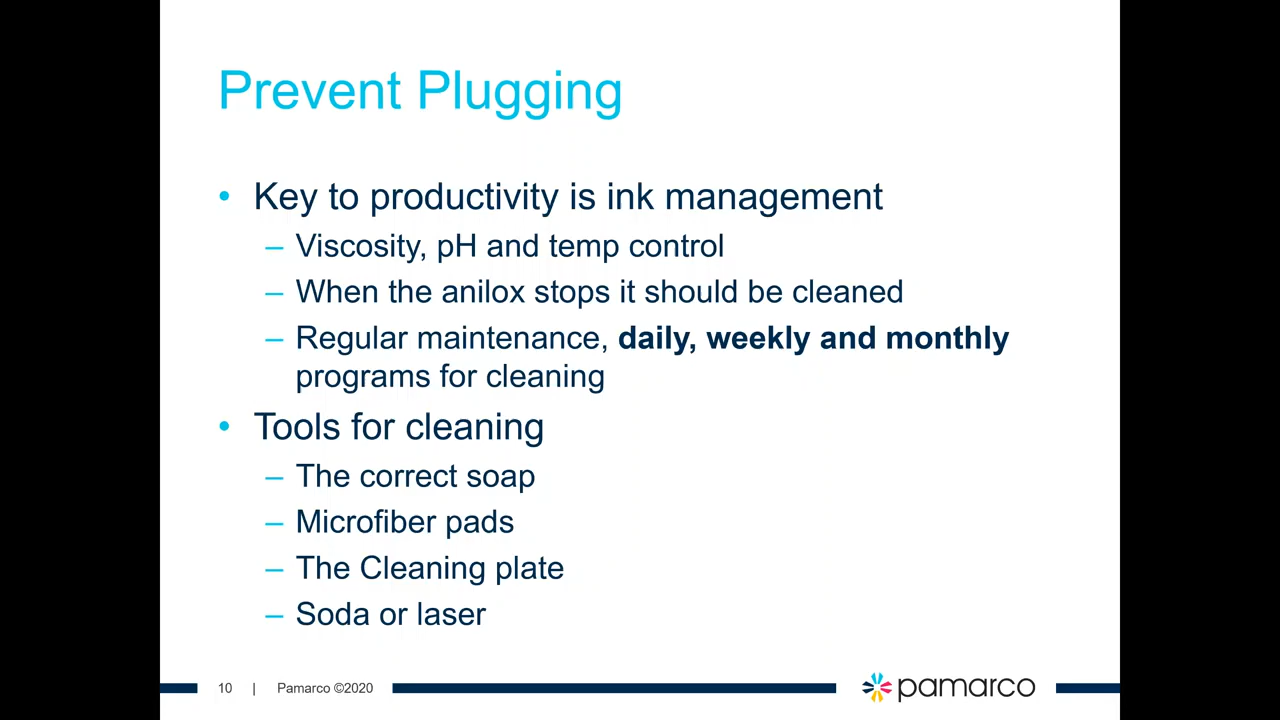 Prevent Plugging
• Key to productivity is ink management
– Viscosity, pH and temp control
– When the anilox stops it should be cleaned
– Regular maintenance, daily, weekly and monthly
programs for cleaning
• Tools for cleaning
– The correct soap
– Microfiber pads
– The Cleaning plate
– Soda or laser
10 | Pamarco ©2020
pamarco